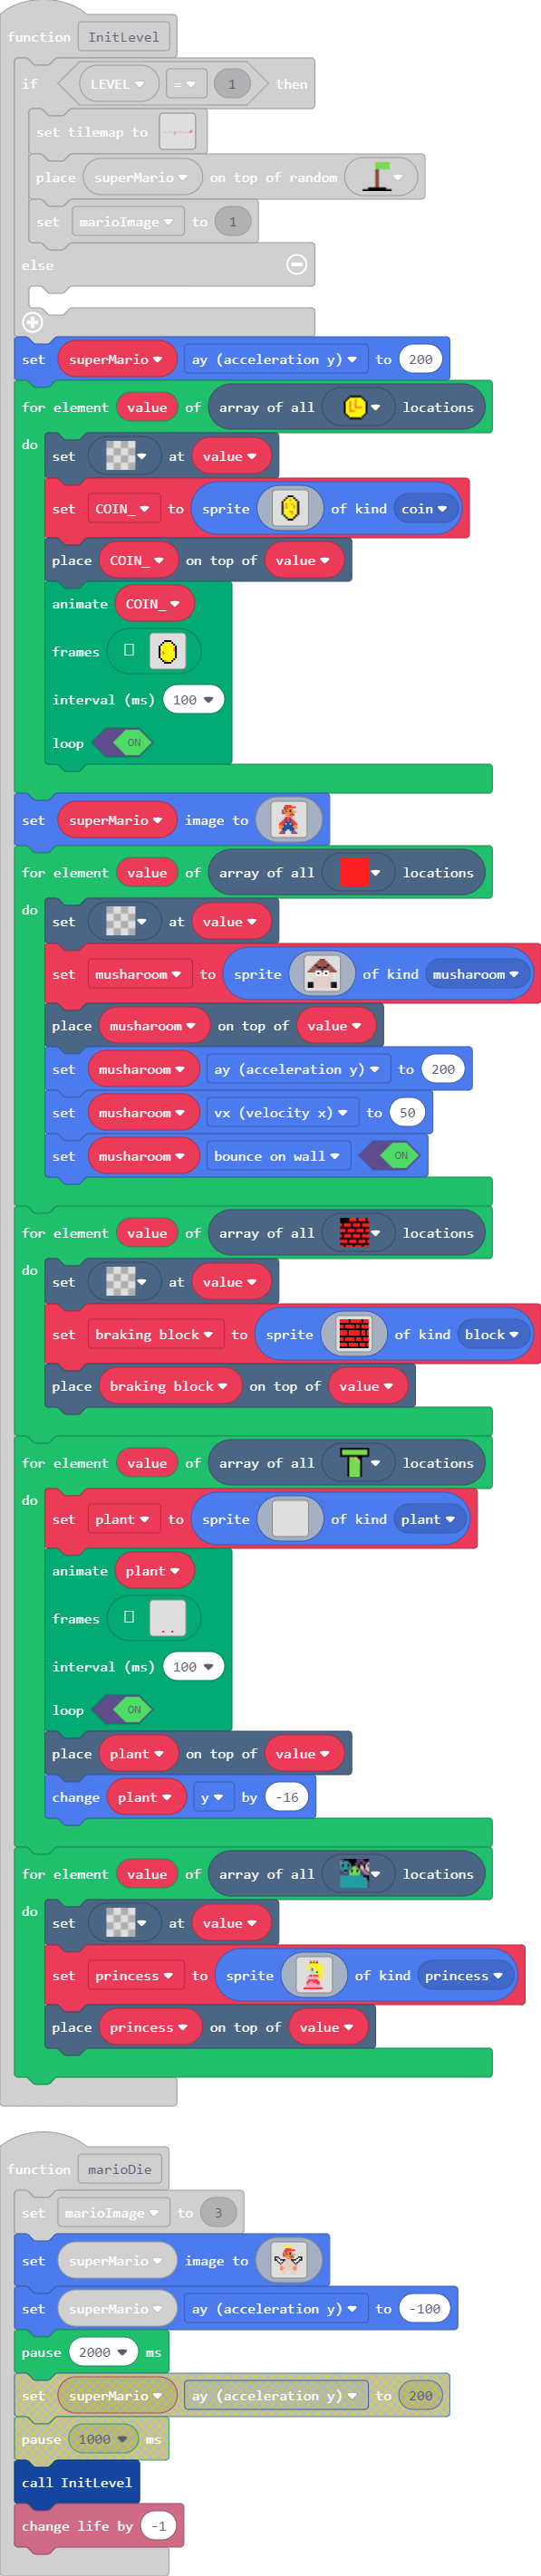 function InitLevel
if LEVEL = 1 then
set tilemap to
place superMario on top of random
set marioImage to 1
else
set superMario ay (acceleration y) to 200
for element value of array of all locations
do
set at value
set COIN_ to sprite of kind coin
place COIN_ on top of value
animate COIN_
frames
interval (ms) 100
loop ON
set superMario image to
for element value of array of all locations
do
set at value
set musharoom to sprite of kind musharoom
place musharoom on top of value
set musharoom ay (acceleration y) to 200
set musharoom vx (velocity x) to 50
set musharoom bounce on wall ON
for element value of array of all locations
do
set at value
set braking block to sprite of kind block
place braking block on top of value
for element value of array of all locations
do
set plant to sprite of kind plant
animate plant
frames
interval (ms) 100
loop ON
place plant on top of value
change plant y by -16
for element value of array of all locations
do
set at value
set princess to sprite of kind princess
place princess on top of value
function marioDie
set marioImage to 3
set superMario image to
set superMario ay (acceleration y) to -100
pause 2000 ms
set superMario ay (acceleration y) to 200
pause 1000 ms
call InitLevel
change life by -1